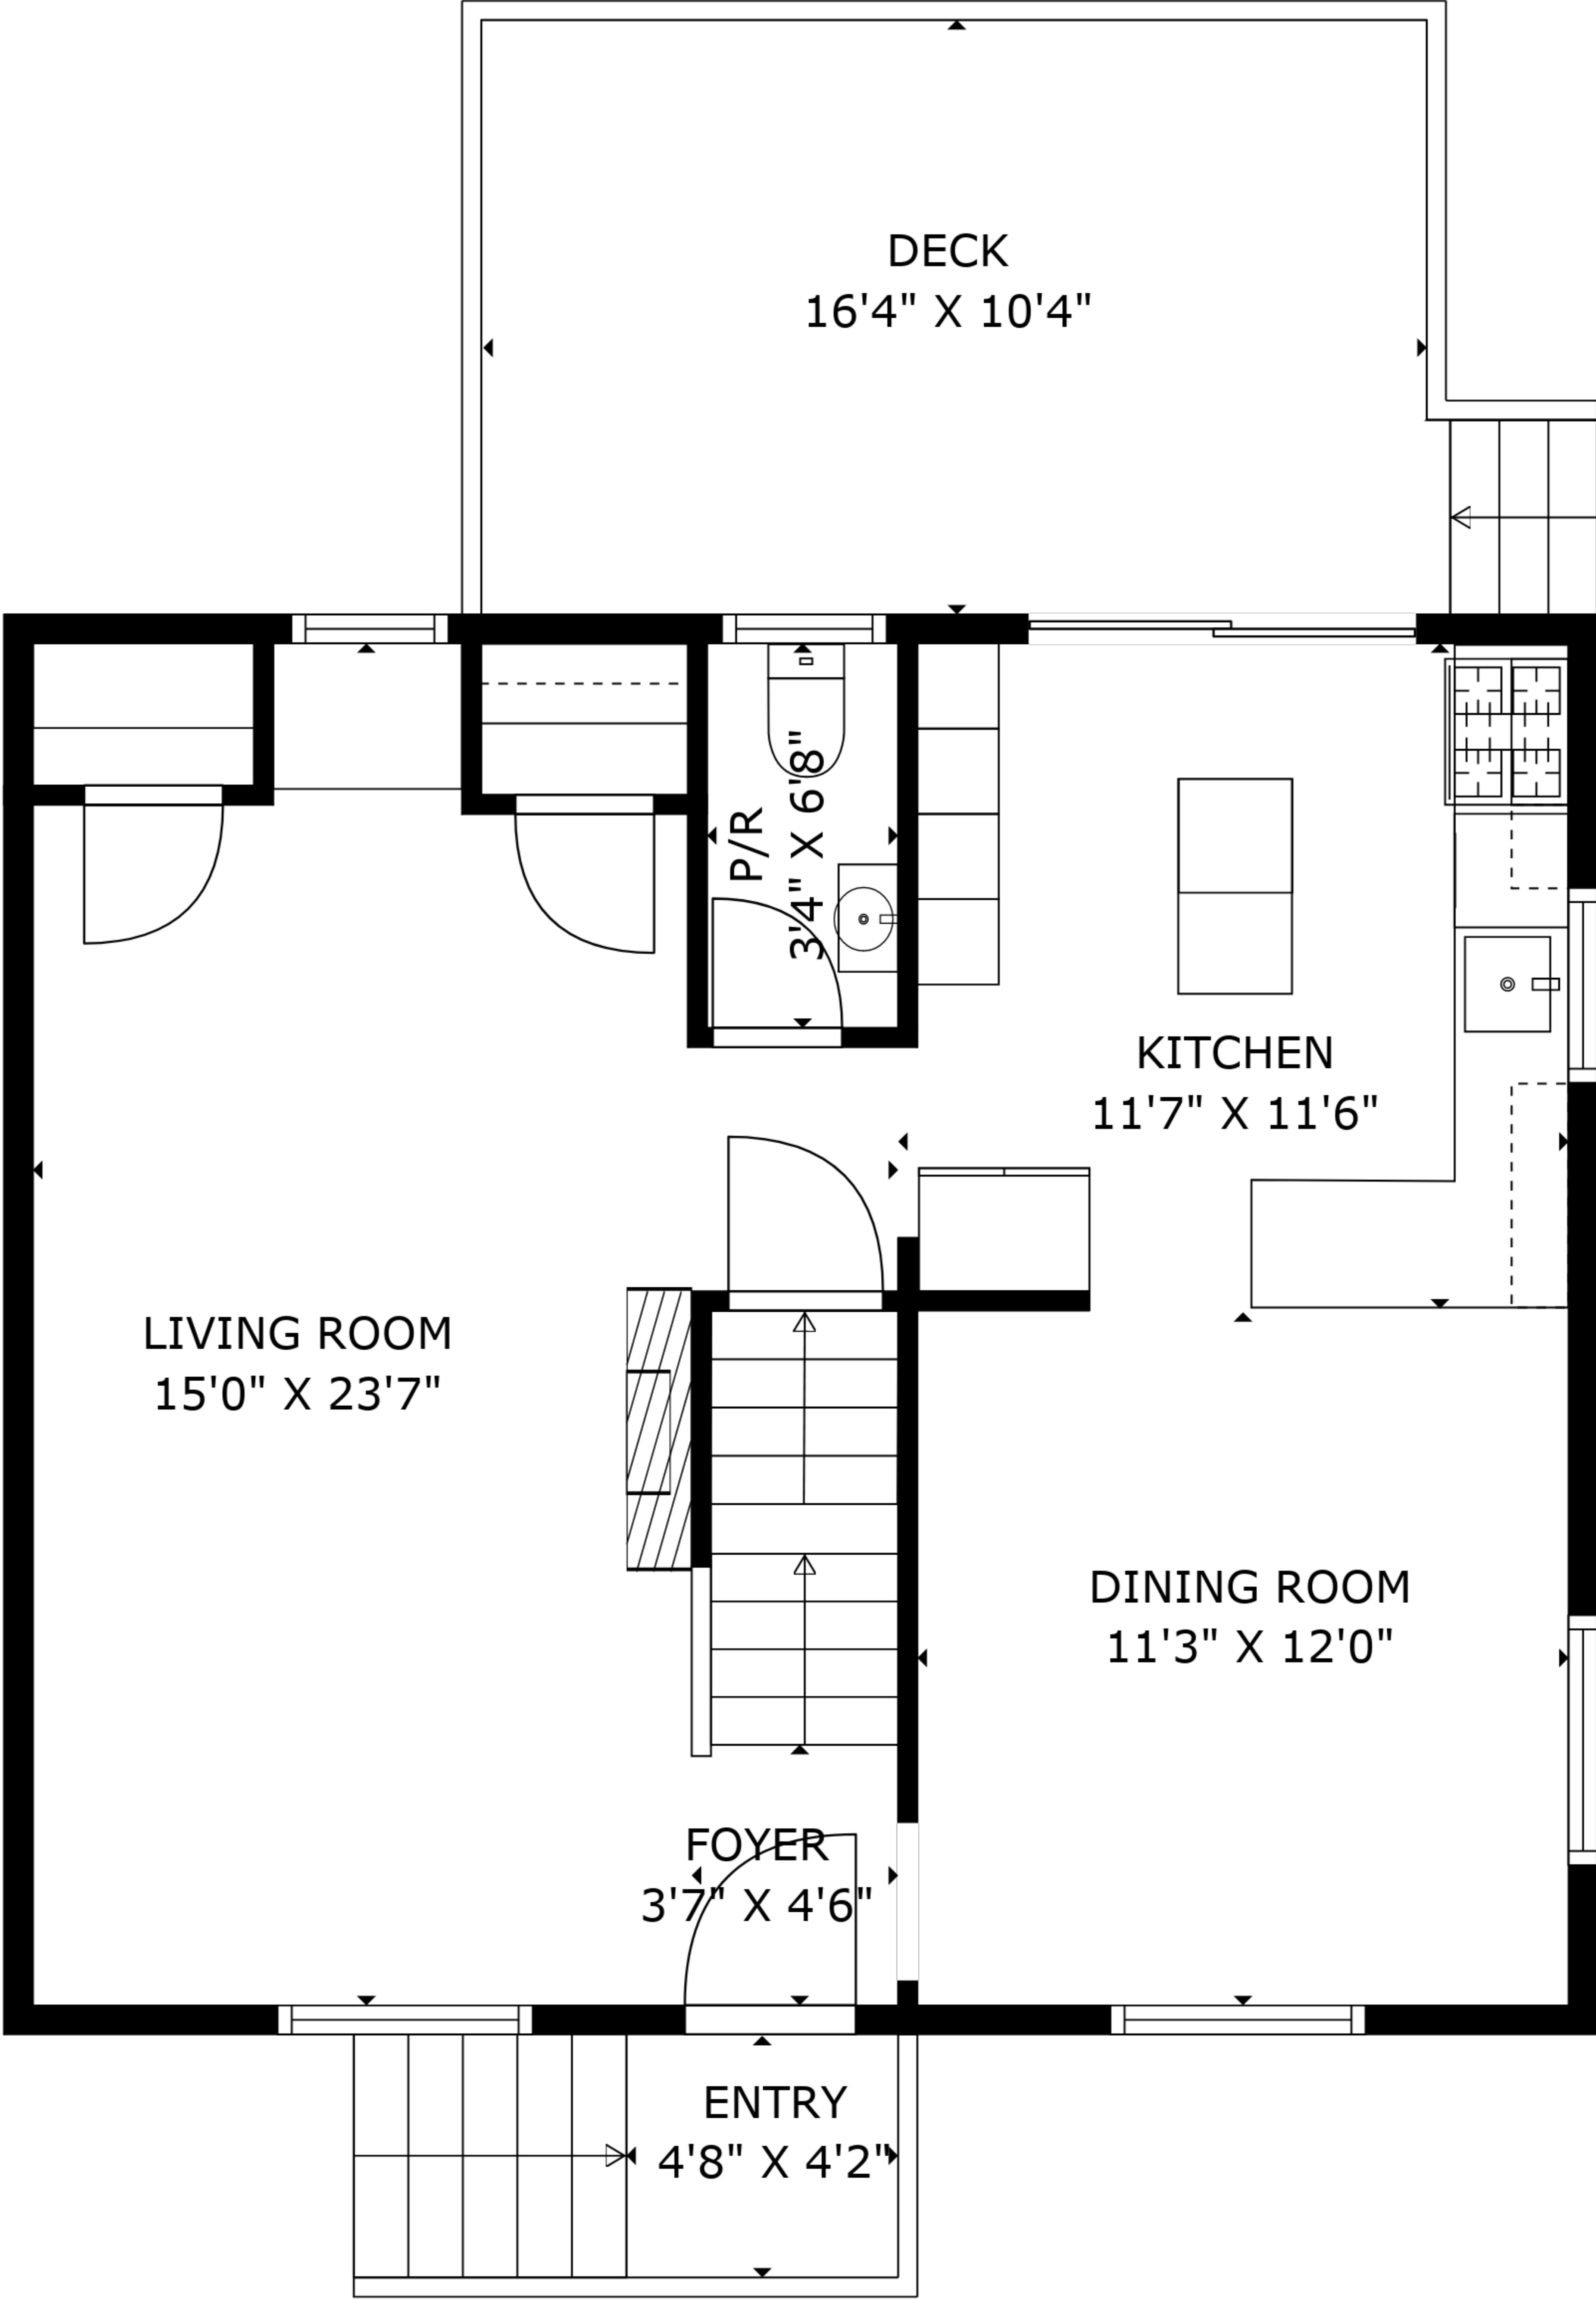 DECK
16'4" X 10'4"
P/R
3'4" X 6'8"
KITCHEN
11'7" X 11'6"
LIVING ROOM
15'0" X 23'7"
DINING ROOM
11'3" X 12'0"
FOYER
3'7" X 4'6"
ENTRY
4'8" X 4'2"